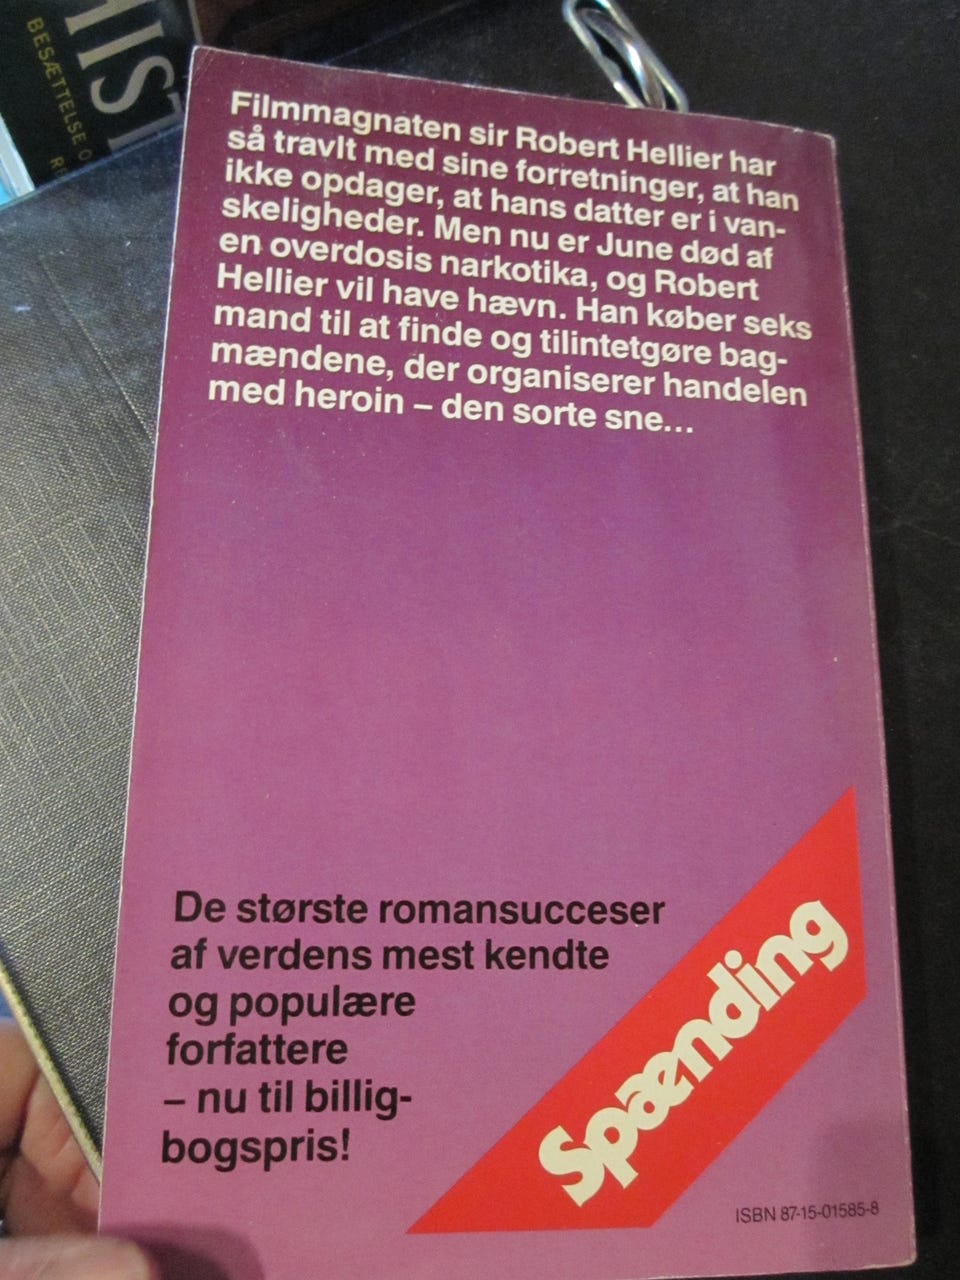 HIST
BESÆTTELSE O
Filmmagnaten sir Robert Hellier har
så travlt med sine forretninger, at han
ikke opdager, at hans datter er i van-
skeligheder. Men nu er June død af
en overdosis narkotika, og Robert
Hellier vil have hævn. Han køber seks
mand til at finde og tilintetgøre bag-
mændene, der organiserer handelen
med heroin – den sorte sne...
De største romansucceser
af verdens mest kendte
og populære
forfattere
– nu til billig-
bogspris!
Spænding
ISBN 87-15-01585-8